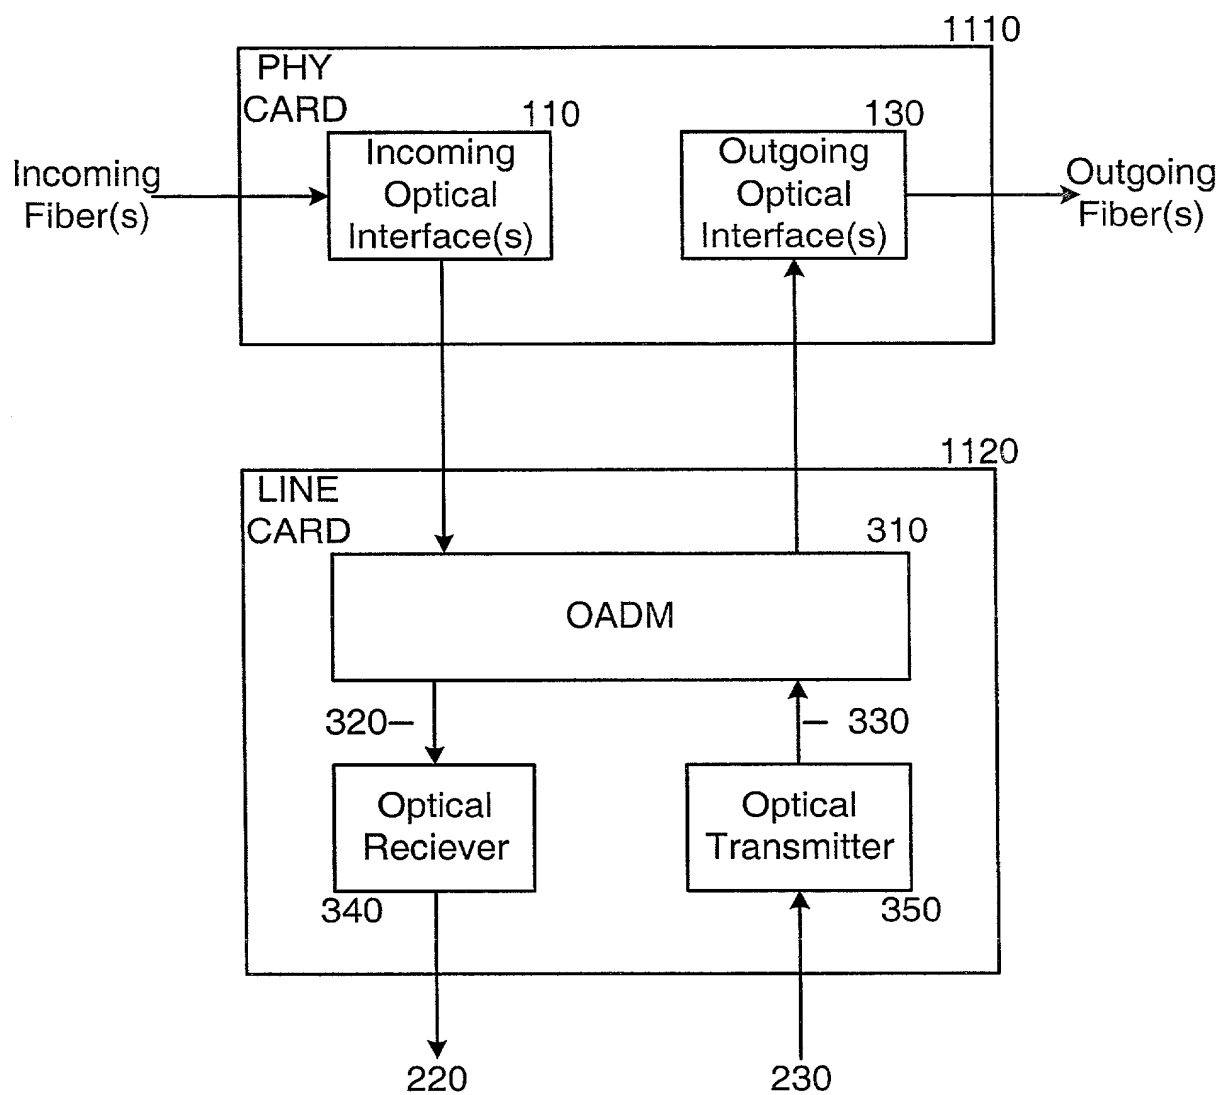 1110
PHY
CARD
110
130
Incoming
Optical
Interface(s)
Outgoing
Optical
Interface(s)
Incoming
Fiber(s)
Outgoing
Fiber(s)
1120
LINE
CARD
310
OADM
320
330
Optical
Reciever
Optical
Transmitter
340
350
220
230